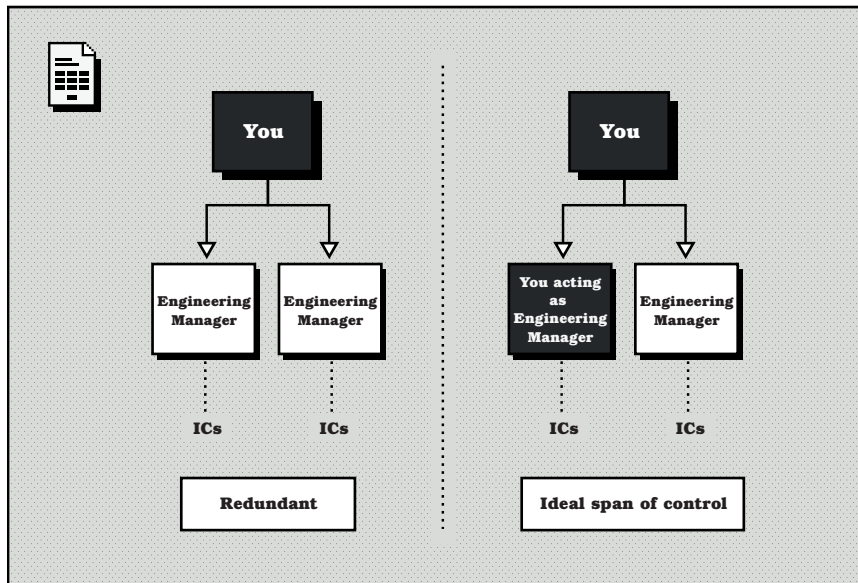 You
Engineering
Manager
Engineering
Manager
ICs
ICs
Redundant
You
You acting
as
Engineering
Manager
Engineering
Manager
ICs
ICs
Ideal span of control